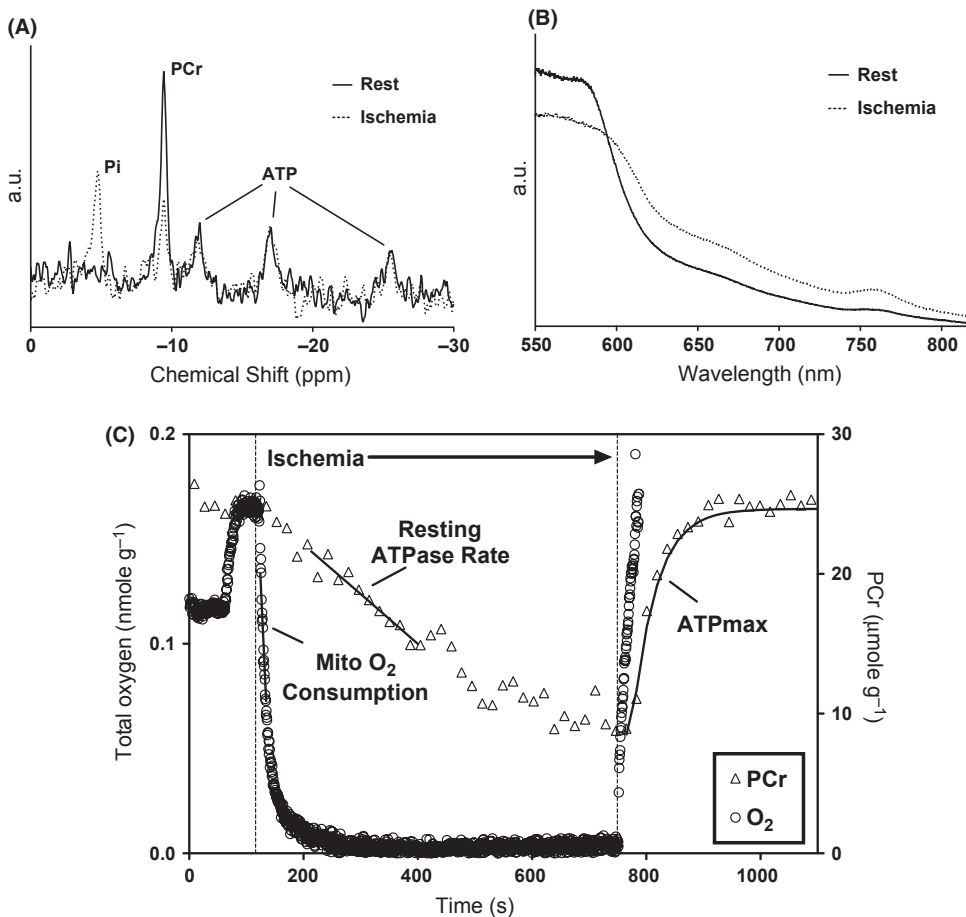 (A)
PCr
Rest
Ischemia
Pi
ATP
a.u.
0 –10 –20 –30
Chemical Shift (ppm)
(B)
Rest
Ischemia
a.u.
550 600 650 700 750 800
Wavelength (nm)
(C)
0.2
0.1
0.0
Total oxygen (nmole g⁻¹)
Ischemia
Resting
ATPase Rate
Mito O₂
Consumption
ATPmax
PCr
O₂
30
20
10
0
PCr (μmole g⁻¹)
0 200 400 600 800 1000
Time (s)